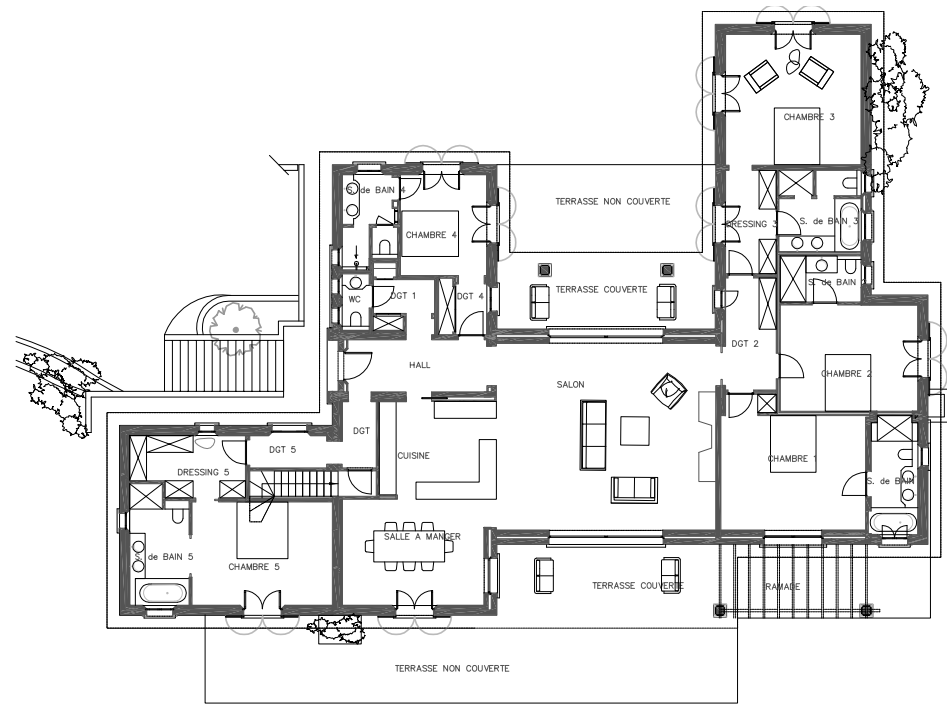 CHAMBRE 3
S. de BAIN 4
TERRASSE NON COUVERTE
DRESSING 3
S. de BAIN 3
CHAMBRE 4
S. de BAIN
TERRASSE COUVERTE
WC
DGT 1
DGT 4
DGT 2
HALL
SALON
CHAMBRE 2
DGT
DGT 5
CUISINE
CHAMBRE 1
DRESSING 5
S. de BAIN
SALLE A MANGER
S. de BAIN 5
CHAMBRE 5
TERRASSE COUVERTE
RAMADE
TERRASSE NON COUVERTE